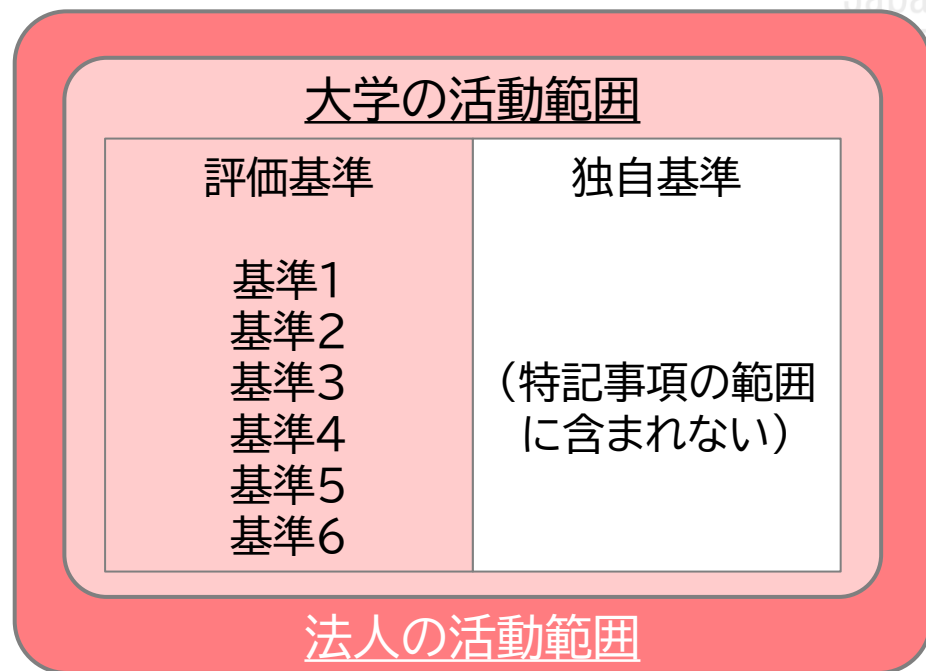 大学の活動範囲
評価基準
基準1
基準2
基準3
基準4
基準5
基準6
独自基準
（特記事項の範囲
に含まれない）
法人の活動範囲